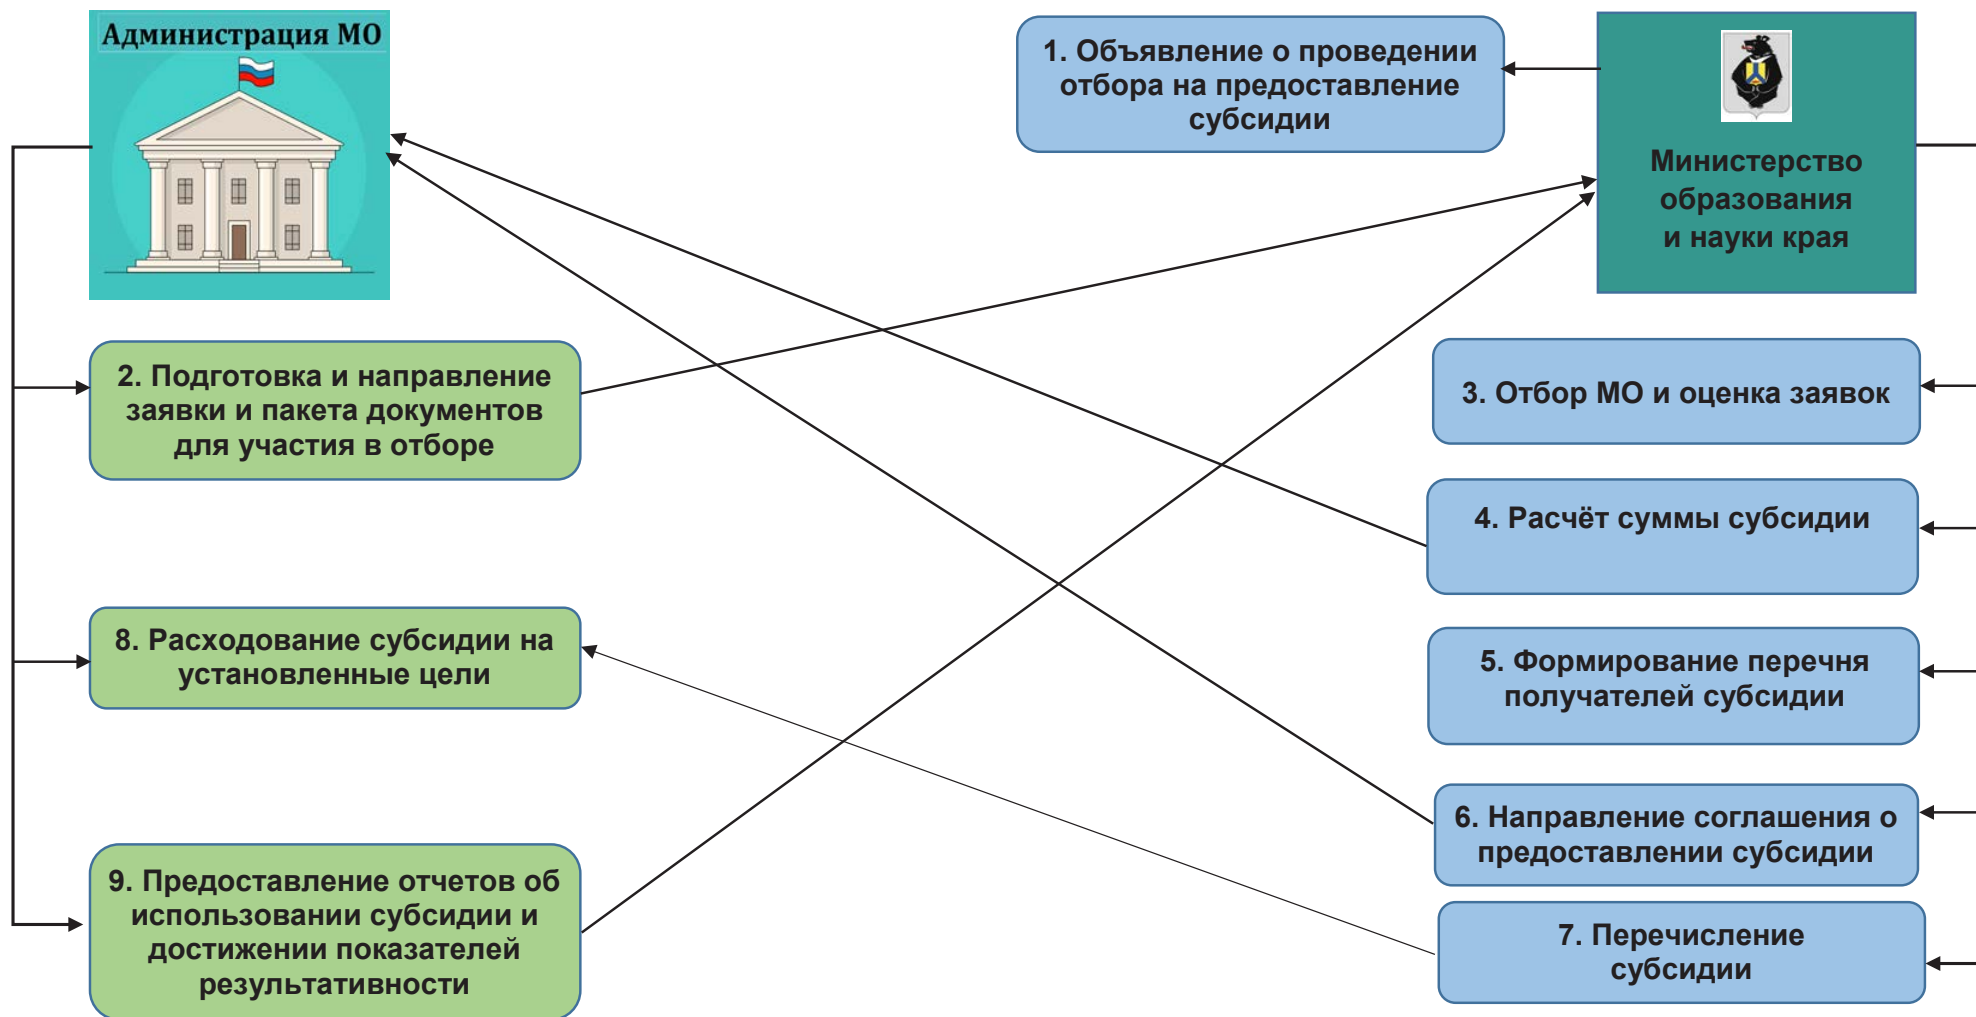 Администрация МО
1. Объявление о проведении
отбора на предоставление
субсидии
Министерство
образования
и науки края
2. Подготовка и направление
заявки и пакета документов
для участия в отборе
3. Отбор МО и оценка заявок
4. Расчёт суммы субсидии
8. Расходование субсидии на
установленные цели
5. Формирование перечня
получателей субсидии
6. Направление соглашения о
предоставлении субсидии
9. Предоставление отчетов об
использовании субсидии и
достижении показателей
результативности
7. Перечисление
субсидии